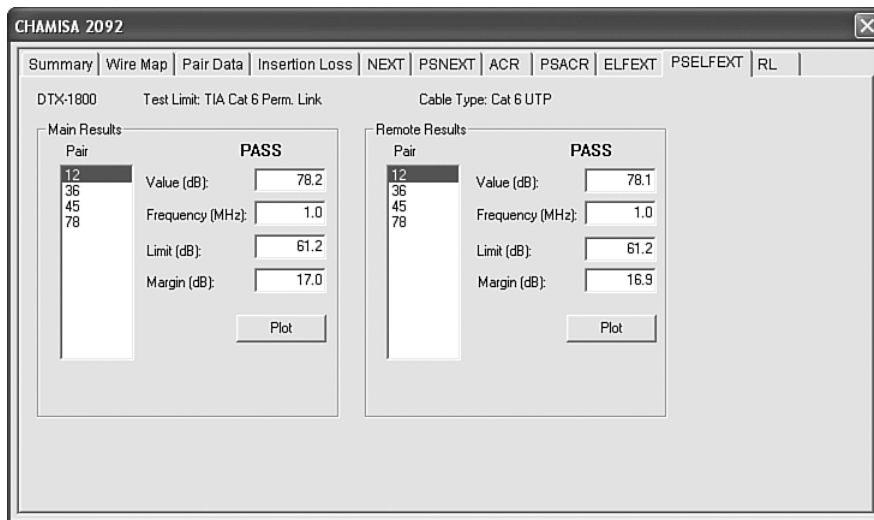 CHAMISA 2092
Summary Wire Map Pair Data Insertion Loss NEXT PSNEXT ACR PSACR ELFEXT PSELFEXT RL
DTX-1800 Test Limit: TIA Cat 6 Perm. Link Cable Type: Cat 6 UTP
Main Results
Pair PASS
12
36
45
78
Value (dB): 78.2
Frequency (MHz): 1.0
Limit (dB): 61.2
Margin (dB): 17.0
Plot
Remote Results
Pair PASS
12
36
45
78
Value (dB): 78.1
Frequency (MHz): 1.0
Limit (dB): 61.2
Margin (dB): 16.9
Plot